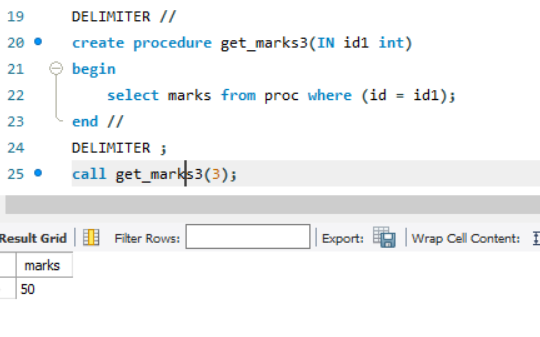 19 DELIMITER //
20 create procedure get_marks3(IN id1 int)
21 begin
22 select marks from proc where (id = id1);
23 end //
24 DELIMITER ;
25 call get_marks3(3);
Result Grid Filter Rows: Export: Wrap Cell Content:
marks
50